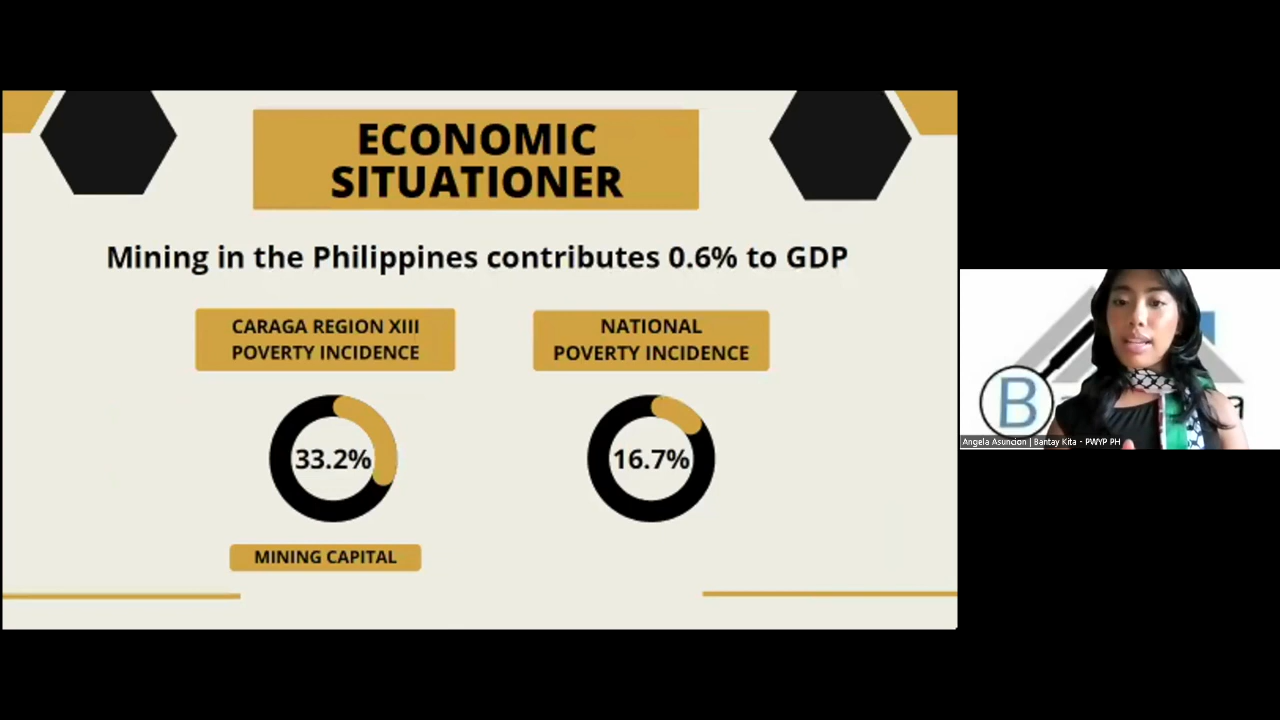 ECONOMIC
SITUATIONER
Mining in the Philippines contributes 0.6% to GDP
CARAGA REGION XIII
POVERTY INCIDENCE
NATIONAL
POVERTY INCIDENCE
33.2%
16.7%
MINING CAPITAL
B
a
Angela Asuncion | Bantay Kita - PWYP PH